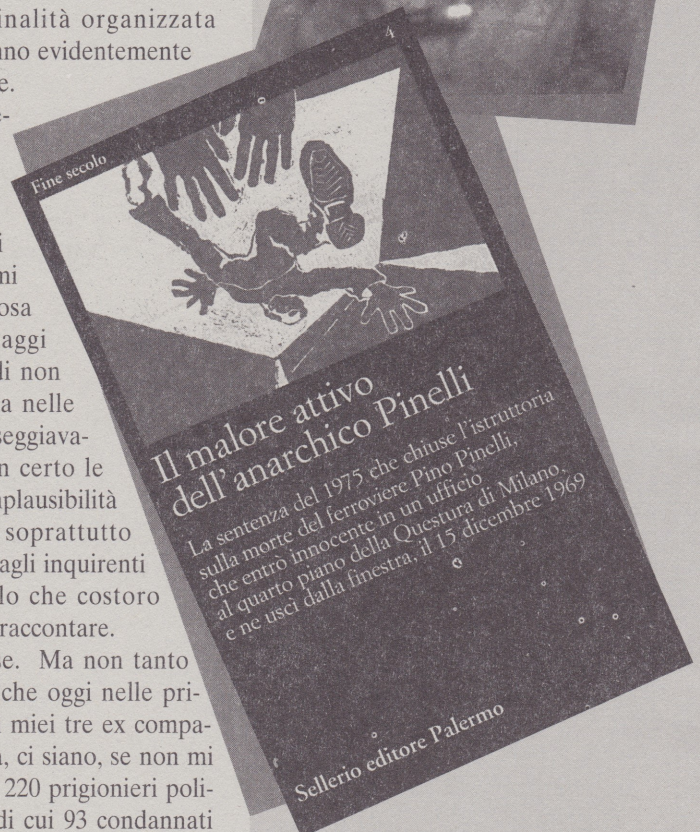 inalità organizzata
nno evidentemente
e.
e-
i
ni
osa
aggi
li non
a nelle
seggiava-
n certo le
plausibilità
soprattutto
agli inquirenti
lo che costoro
raccontare.
se. Ma non tanto
che oggi nelle pri-
i miei tre ex compa-
a, ci siano, se non mi
220 prigionieri poli-
di cui 93 condannati
4
Fine secolo
Il malore attivo
dell'anarchico Pinelli
La sentenza del 1975 che chiuse l'istruttoria
sulla morte del ferroviere Pino Pinelli,
che entrò innocente in un ufficio
al quarto piano della Questura di Milano,
e ne uscì dalla finestra, il 15 dicembre 1969
Sellerio editore Palermo